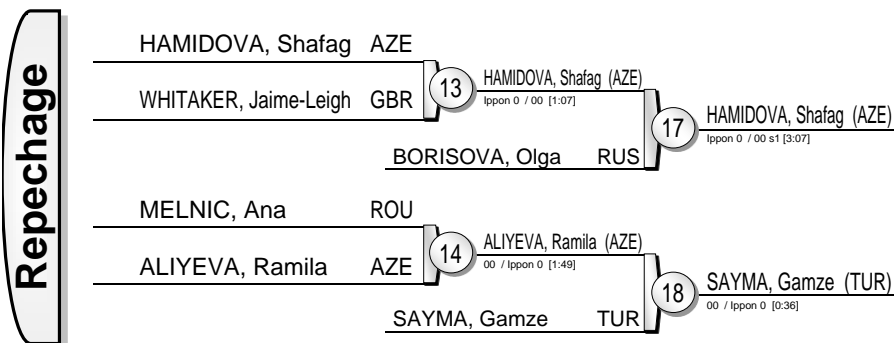 Repechage
HAMIDOVA, Shafag AZE
WHITAKER, Jaime-Leigh GBR
13
HAMIDOVA, Shafag (AZE)
Ippon 0 / 00 [1:07]
BORISOVA, Olga RUS
17
HAMIDOVA, Shafag (AZE)
Ippon 0 / 00 s1 [3:07]
MELNIC, Ana ROU
ALIYEVA, Ramila AZE
14
ALIYEVA, Ramila (AZE)
00 / Ippon 0 [1:49]
SAYMA, Gamze TUR
18
SAYMA, Gamze (TUR)
00 / Ippon 0 [0:36]